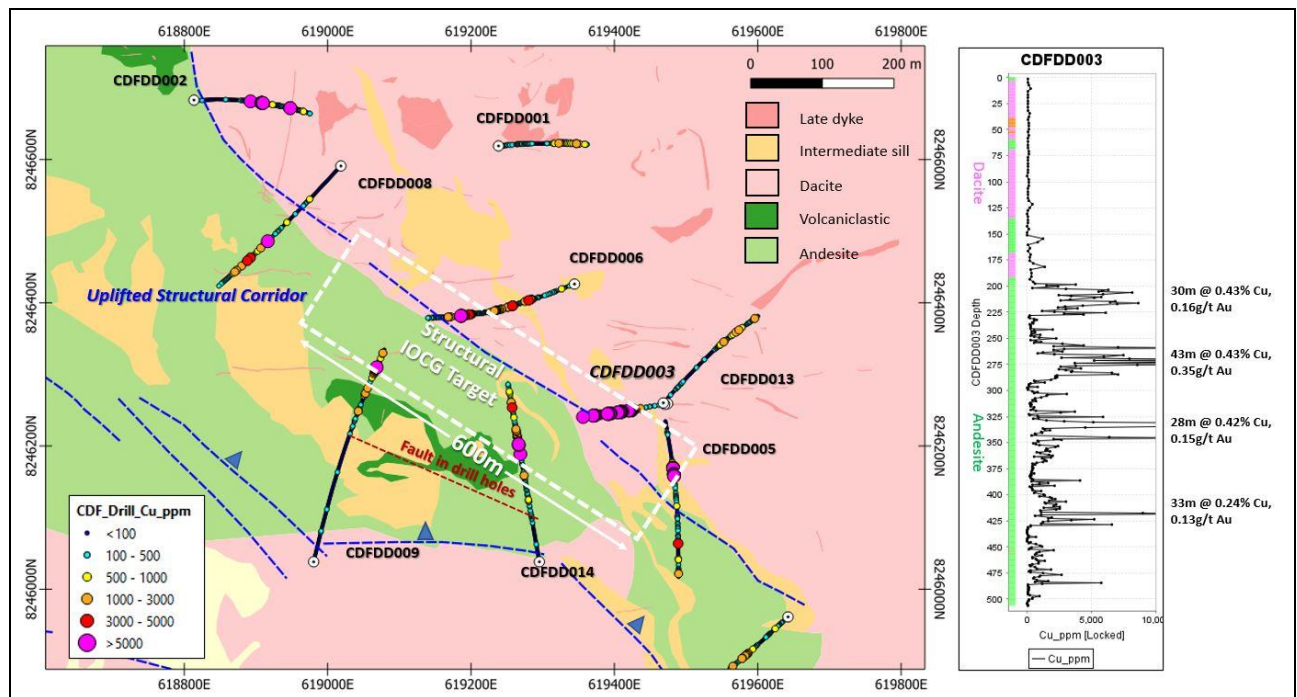 618800E 619000E 619200E 619400E 619600E 619800E
CDFDD002
CDFDD001
CDFDD008
CDFDD006
CDFDD003
CDFDD013
CDFDD005
CDFDD009
CDFDD014
0 100 200 m
Late dyke
Intermediate sill
Dacite
Volcaniclastic
Andesite
8246600N
8246400N
8246200N
8246000N
8246600N
8246400N
8246200N
8246000N
Uplifted Structural Corridor
Structural
IOCG Target
600m
Fault in drill holes
CDF_Drill_Cu_ppm
<100
100 - 500
500 - 1000
1000 - 3000
3000 - 5000
>5000
618800E 619000E 619200E 619400E 619600E 619800E
CDFDD003
Dacite
Andesite
CDFDD003 Depth
0
25
50
75
100
125
150
175
200
225
250
275
300
325
350
375
400
425
450
475
500
30m @ 0.43% Cu,
0.16g/t Au
43m @ 0.43% Cu,
0.35g/t Au
28m @ 0.42% Cu,
0.15g/t Au
33m @ 0.24% Cu,
0.13g/t Au
0 5,000 10,00
Cu_ppm [Locked]
Cu_ppm